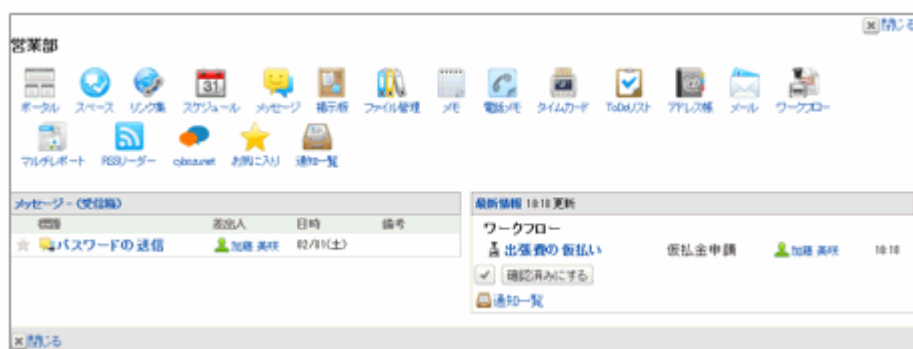 閉じる
営業部
ポータル スペース リンク集 スケジュール メッセージ 掲示板 ファイル管理 メモ 電話メモ タイムカード ToDoリスト アドレス帳 メール ワークフロー
31
マルチレポート RSSリーダー cybozu.net お気に入り 通知一覧
メッセージ - (受信箱)
標題 差出人 日時 備考
パスワードの送信 加藤 美咲 02/01(土)
最新情報 18:18 更新
ワークフロー
出張費の仮払い 仮払金申請 加藤 美咲 18:18
確認済みにする
通知一覧
閉じる